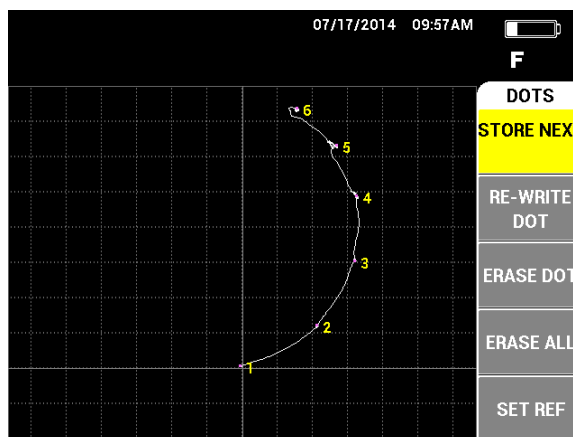 07/17/2014 09:57AM
F
DOTS
STORE NEX
RE-WRITE
DOT
ERASE DOT
ERASE ALL
SET REF
6
5
4
3
2
1